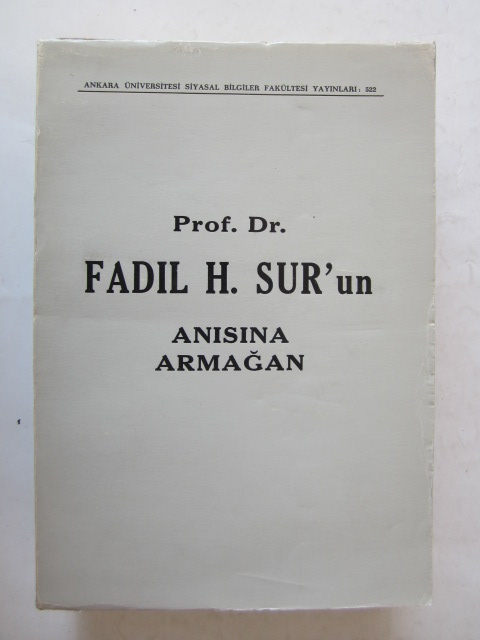 ANKARA ÜNİVERSİTESİ SİYASAL BİLGİLER FAKÜLTESİ YAYINLARI: 522
Prof. Dr.
FADIL H. SUR'un
ANISINA
ARMAĞAN